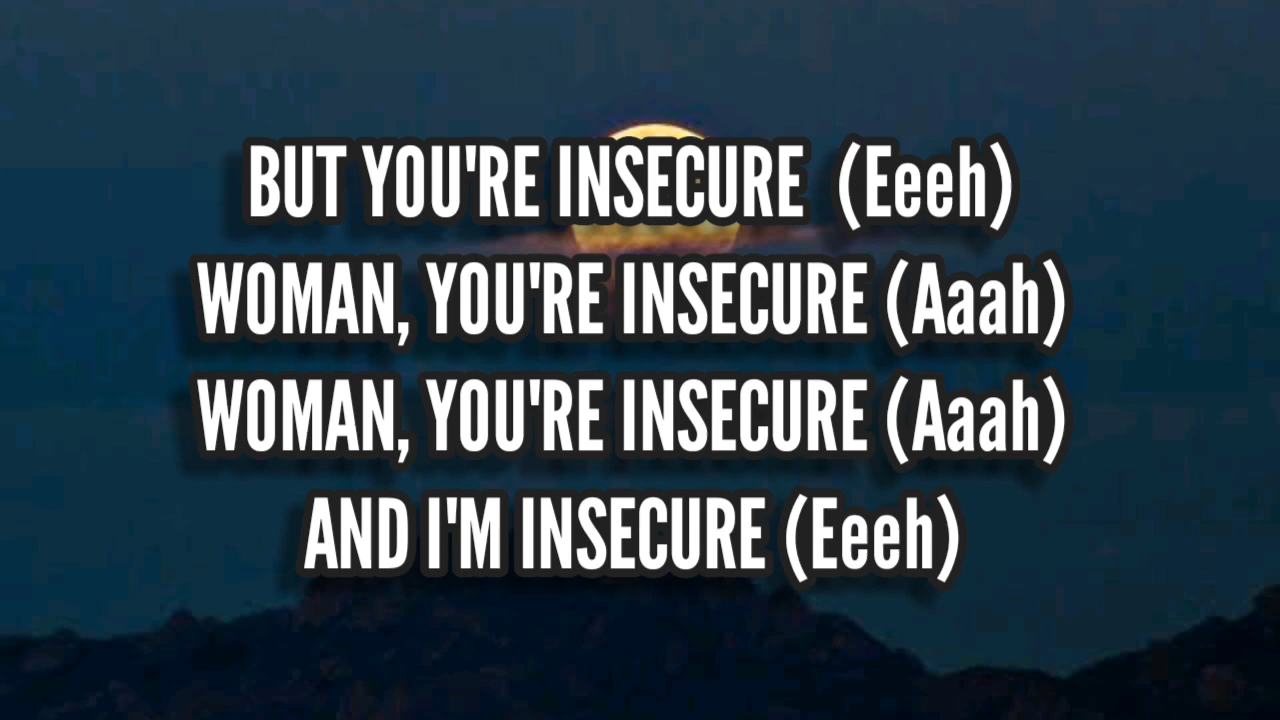 BUT YOU'RE INSECURE (Eeeh)
WOMAN, YOU'RE INSECURE (Aaah)
WOMAN, YOU'RE INSECURE (Aaah)
AND I'M INSECURE (Eeeh)